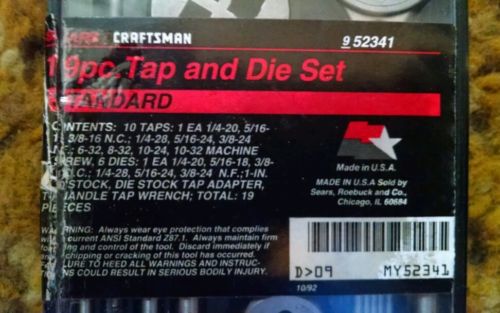 CRAFTSMAN
9 52341
19pc. Tap and Die Set
STANDARD
CONTENTS: 10 TAPS: 1 EA 1/4-20, 5/16-
3/8-16 N.C.; 1/4-28, 5/16-24, 3/8-24
6-32, 8-32, 10-24, 10-32 MACHINE
SCREW, 6 DIES: 1 EA 1/4-20, 5/16-18, 3/8-
N.C.; 1/4-28, 5/16-24, 3/8-24 N.F.;1-IN.
STOCK, DIE STOCK TAP ADAPTER,
HANDLE TAP WRENCH; TOTAL: 19
PIECES
Made in U.S.A.
MADE IN U.S.A Sold by
Sears, Roebuck and Co.,
Chicago, IL 60684
WARNING: Always wear eye protection that complies
current ANSI Standard Z87.1. Always maintain firm
and control of the tool. Discard immediately if
chipping or cracking of this tool has occurred.
FAILURE TO HEED ALL WARNINGS AND INSTRUC-
COULD RESULT IN SERIOUS BODILY INJURY.
D>09 MY52341
10/92